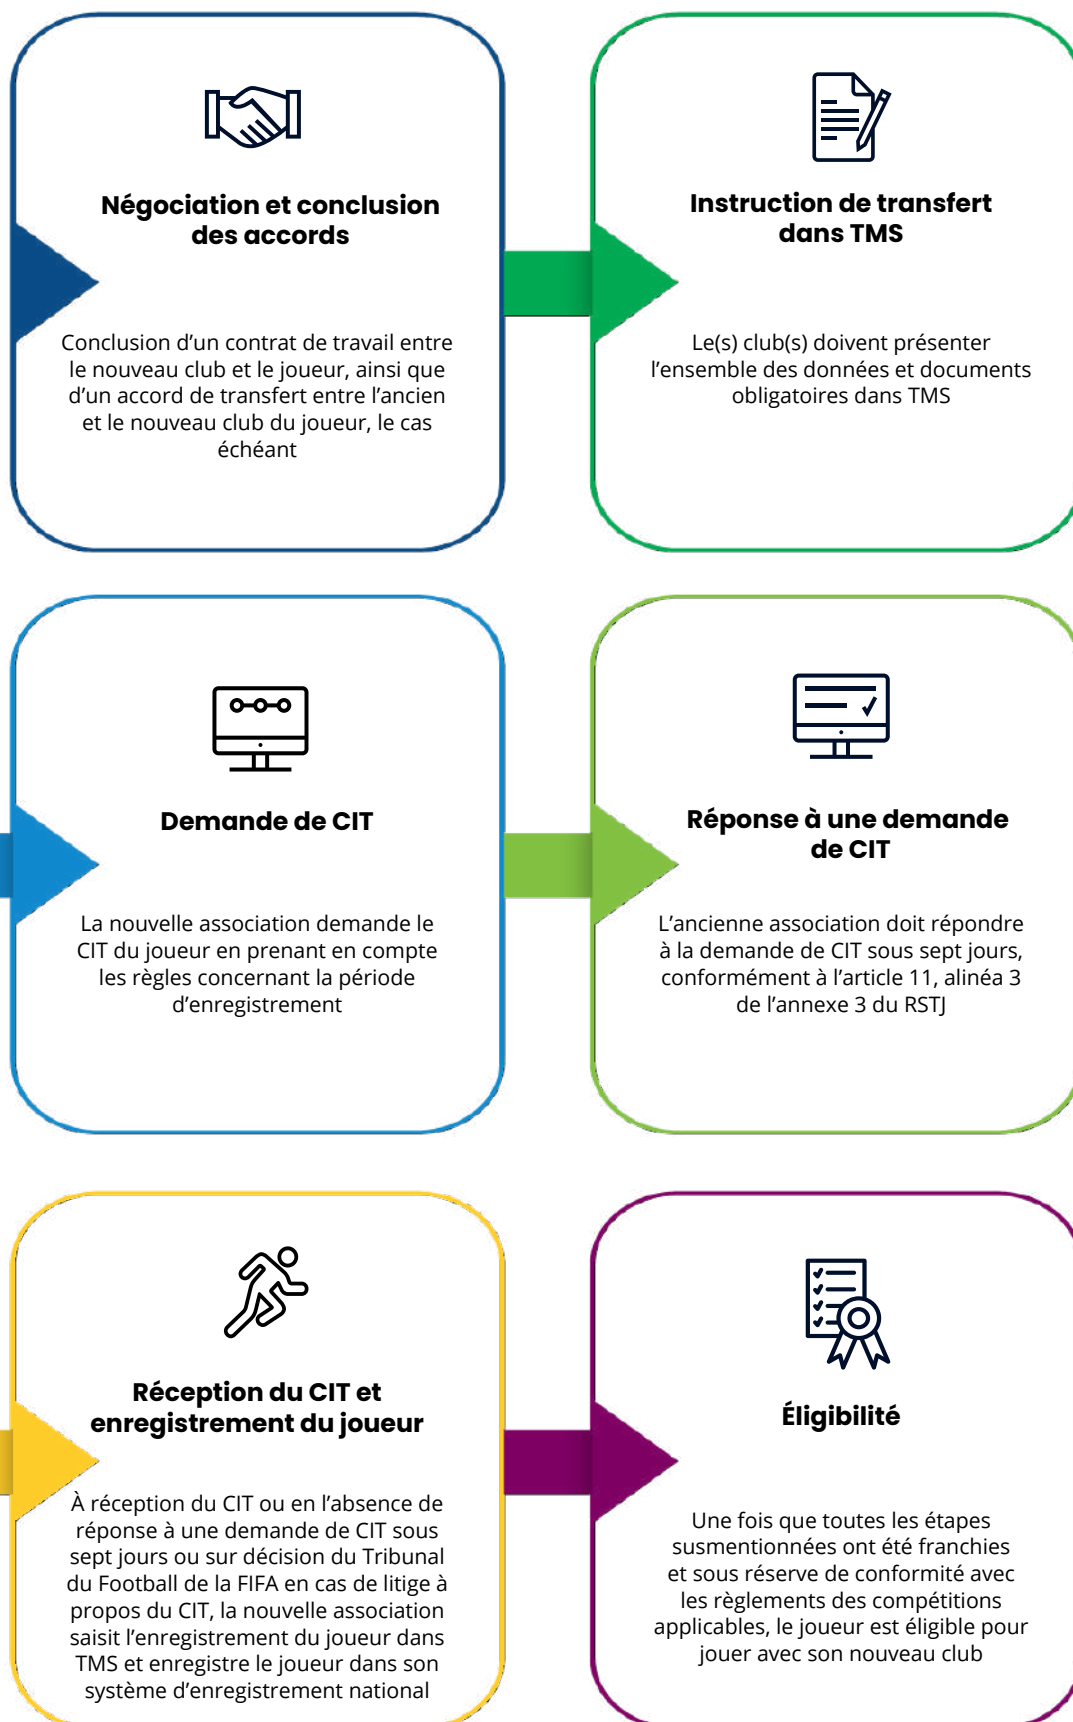 Négociation et conclusion
des accords
Conclusion d’un contrat de travail entre
le nouveau club et le joueur, ainsi que
d’un accord de transfert entre l’ancien
et le nouveau club du joueur, le cas
échéant
Instruction de transfert
dans TMS
Le(s) club(s) doivent présenter
l’ensemble des données et documents
obligatoires dans TMS
Demande de CIT
La nouvelle association demande le
CIT du joueur en prenant en compte
les règles concernant la période
d’enregistrement
Réponse à une demande
de CIT
L’ancienne association doit répondre
à la demande de CIT sous sept jours,
conformément à l’article 11, alinéa 3
de l’annexe 3 du RSTJ
Réception du CIT et
enregistrement du joueur
À réception du CIT ou en l’absence de
réponse à une demande de CIT sous
sept jours ou sur décision du Tribunal
du Football de la FIFA en cas de litige à
propos du CIT, la nouvelle association
saisit l’enregistrement du joueur dans
TMS et enregistre le joueur dans son
système d’enregistrement national
Éligibilité
Une fois que toutes les étapes
susmentionnées ont été franchies
et sous réserve de conformité avec
les règlements des compétitions
applicables, le joueur est éligible pour
jouer avec son nouveau club